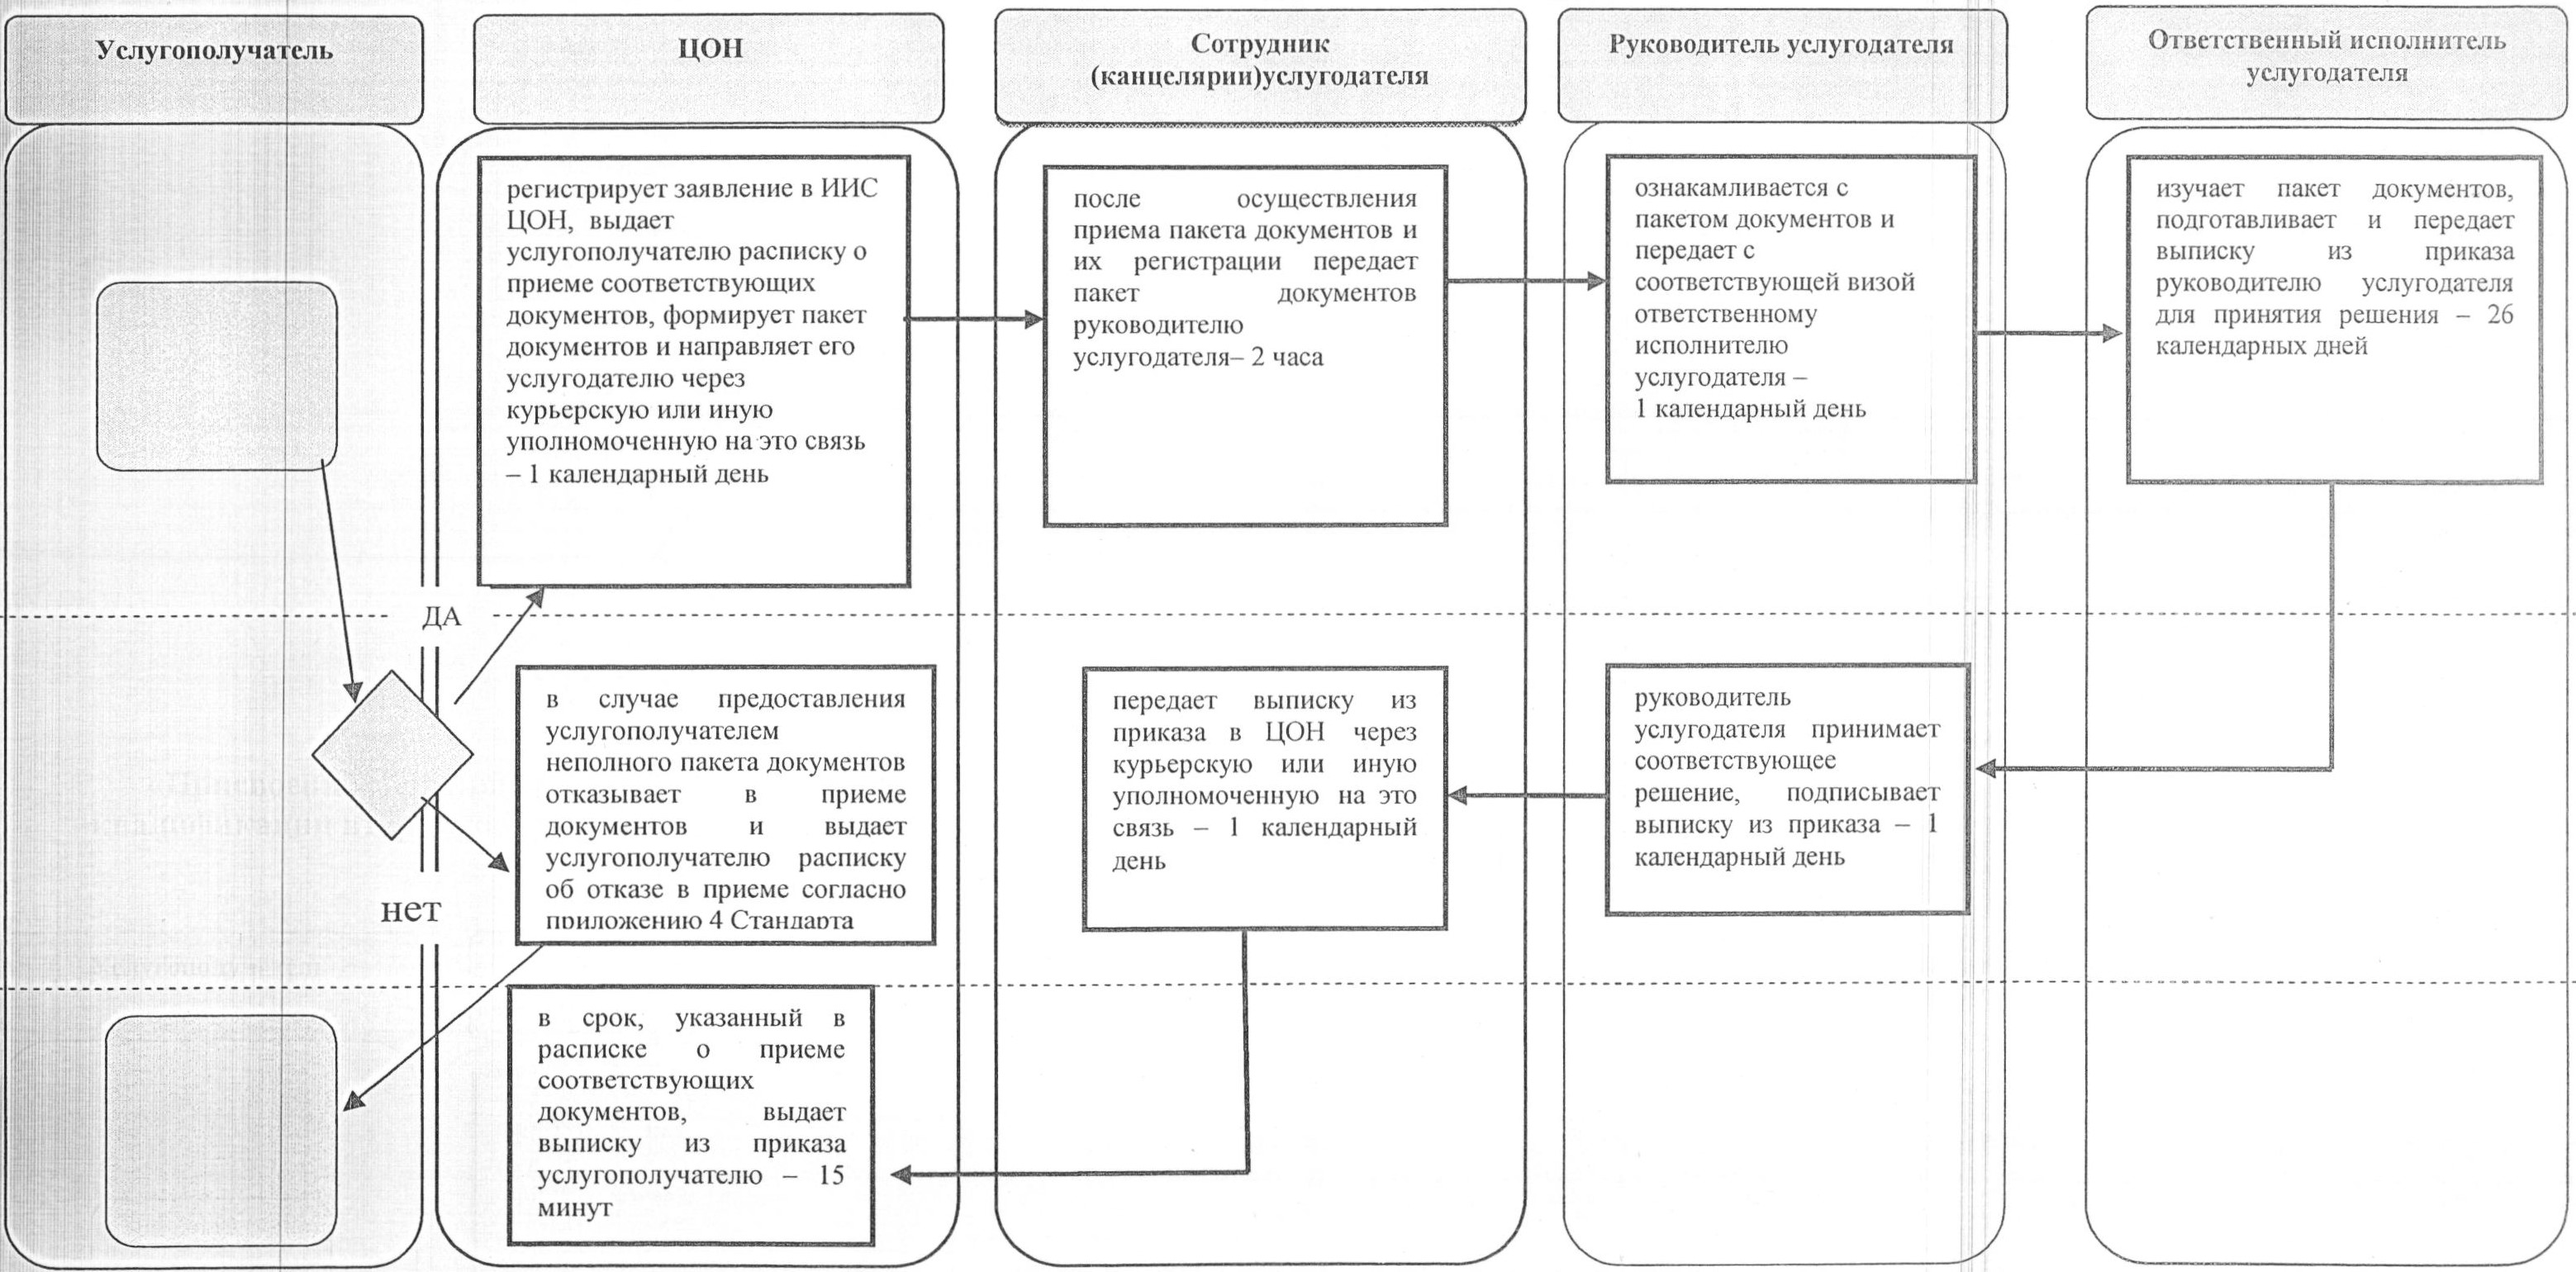 Услугополучатель
ЦОН
Сотрудник
(канцелярии)услугодателя
Руководитель услугодателя
Ответственный исполнитель
услугодателя
регистрирует заявление в ИИС
ЦОН, выдает
услугополучателю расписку о
приеме соответствующих
документов, формирует пакет
документов и направляет его
услугодателю через
курьерскую или иную
уполномоченную на это связь
– 1 календарный день
после осуществления
приема пакета документов и
их регистрации передает
пакет документов
руководителю
услугодателя– 2 часа
ознакамливается с
пакетом документов и
передает с
соответствующей визой
ответственному
исполнителю
услугодателя –
1 календарный день
изучает пакет документов,
подготавливает и передает
выписку из приказа
руководителю услугодателя
для принятия решения – 26
календарных дней
ДА
в случае предоставления
услугополучателем
неполного пакета документов
отказывает в приеме
документов и выдает
услугополучателю расписку
об отказе в приеме согласно
приложению 4 Стандарта
нет
передает выписку из
приказа в ЦОН через
курьерскую или иную
уполномоченную на это
связь – 1 календарный
день
руководитель
услугодателя принимает
соответствующее
решение, подписывает
выписку из приказа – 1
календарный день
в срок, указанный в
расписке о приеме
соответствующих
документов, выдает
выписку из приказа
услугополучателю – 15
минут